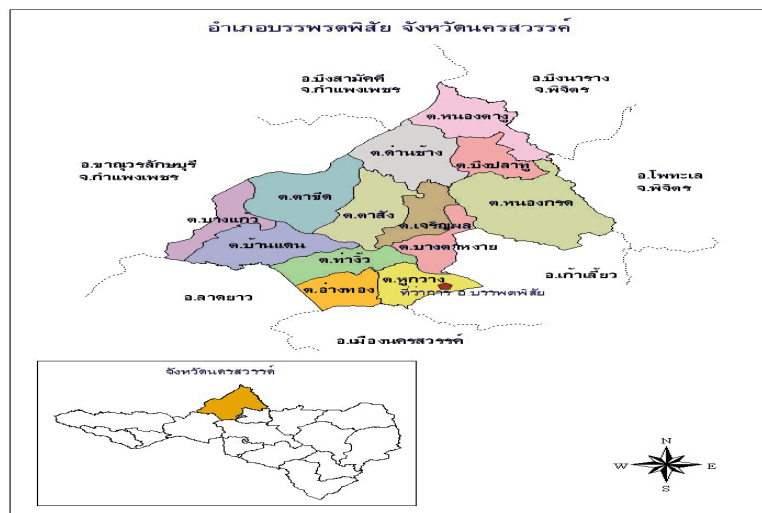 อำเภอบรรพรตพิสัย จังหวัดนครสวรรค์
อ.บึงสามัคคี
จ.กำแพงเพชร
อ.บึงนาราง
จ.พิจิตร
ต.หนองตางู
ต.ด่านช้าง
ต.บึงปลาทู
อ.ขาณุวรลักษบุรี
จ.กำแพงเพชร
อ.โพทะเล
จ.พิจิตร
ต.ตาขีด
ต.หนองกรด
ต.บางแก้ว
ต.ตาสัง
ต.เจริญผล
ต.บ้านแดน
ต.บางตาหงาย
ต.ท่างิ้ว
อ.เก้าเลี้ยว
ต.หูกวาง
ต.อ่างทอง
ที่ว่าการ อ.บรรพตพิสัย
อ.ลาดยาว
อ.เมืองนครสวรรค์
จังหวัดนครสวรรค์
N
W E
S